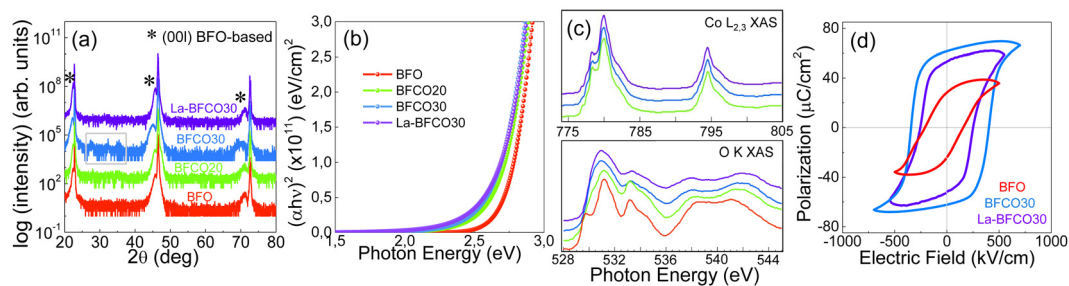 (a)
* (00l) BFO-based
*
*
*
La-BFCO30
BFCO30
BFCO20
BFO
log (intensity) (arb. units)
10^11
10^8
10^5
10^2
10^-1
20 30 40 50 60 70 80
2θ (deg)
(b)
BFO
BFCO20
BFCO30
La-BFCO30
(αhν)^2 (x10^11) (eV/cm)^2
3,0
2,5
2,0
1,5
1,0
0,5
0,0
1,5 2,0 2,5 3,0
Photon Energy (eV)
(c)
Co L2,3 XAS
775 785 795 805
O K XAS
528 532 536 540 544
Photon Energy (eV)
(d)
BFO
BFCO30
La-BFCO30
Polarization (μC/cm^2)
80
40
0
-40
-80
-1000 -500 0 500 1000
Electric Field (kV/cm)